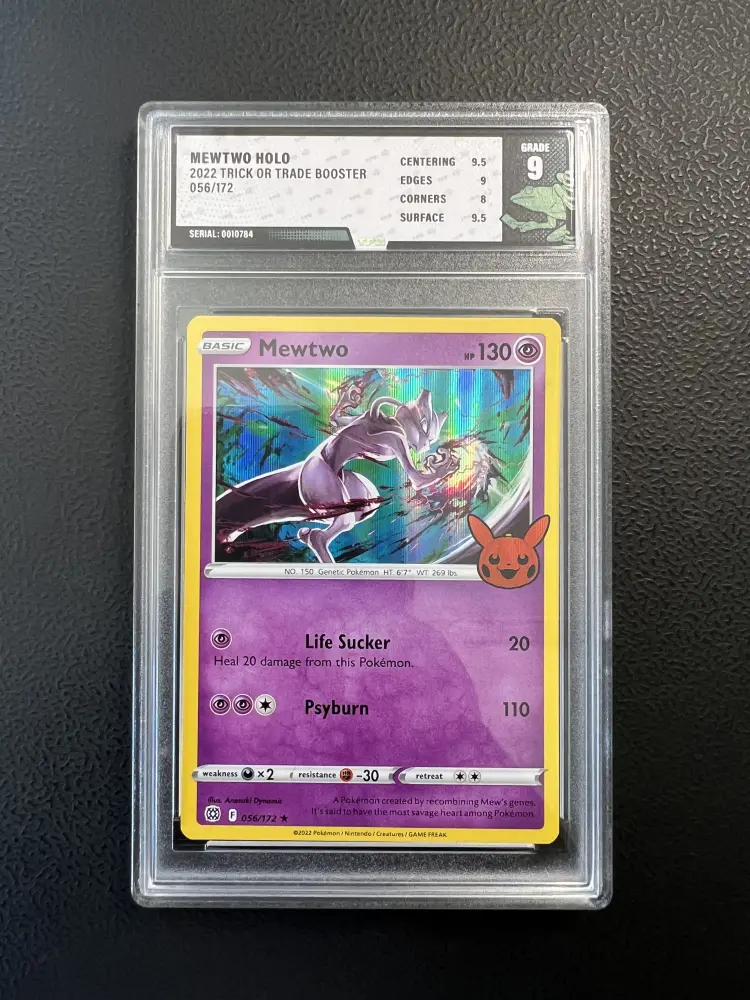 MEWTWO HOLO
2022 TRICK OR TRADE BOOSTER
056/172
SERIAL: 0010784
CENTERING 9.5
EDGES 9
CORNERS 8
SURFACE 9.5
GRADE
9
BASIC Mewtwo HP 130
NO. 150 Genetic Pokémon HT: 6'7" WT: 269 lbs.
Life Sucker 20
Heal 20 damage from this Pokémon.
Psyburn 110
weakness ×2 resistance -30 retreat
illus. Anesaki Dynamic
A Pokémon created by recombining Mew's genes.
It's said to have the most savage heart among Pokémon.
F 056/172 ★
©2022 Pokémon / Nintendo / Creatures / GAME FREAK